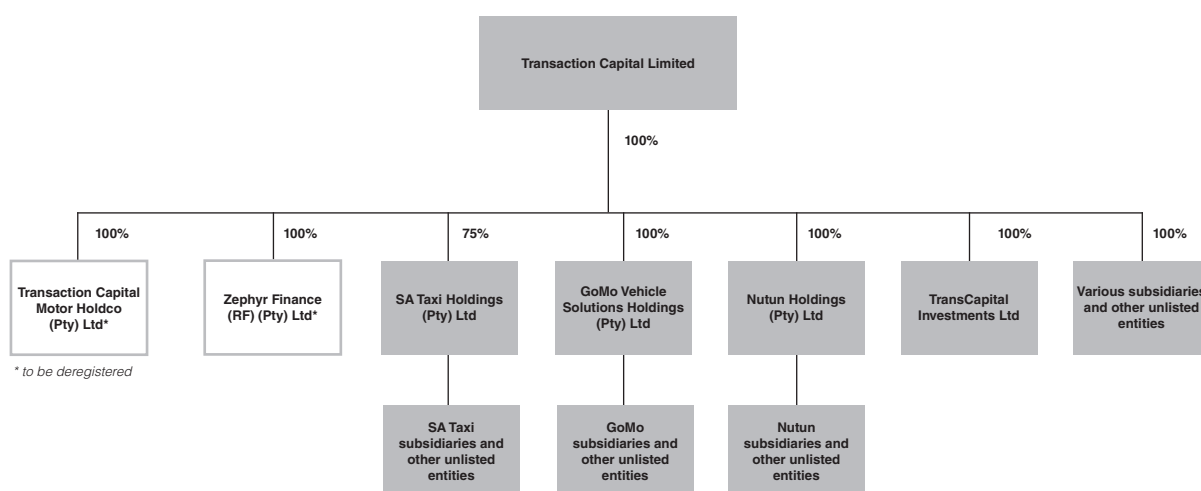 Transaction Capital Limited
100%
100%
100%
75%
100%
100%
100%
100%
Transaction Capital
Motor Holdco
(Pty) Ltd*
Zephyr Finance
(RF) (Pty) Ltd*
SA Taxi Holdings
(Pty) Ltd
GoMo Vehicle
Solutions Holdings
(Pty) Ltd
Nutun Holdings
(Pty) Ltd
TransCapital
Investments Ltd
Various subsidiaries
and other unlisted
entities
* to be deregistered
SA Taxi
subsidiaries and
other unlisted
entities
GoMo
subsidiaries and
other unlisted
entities
Nutun
subsidiaries and
other unlisted
entities